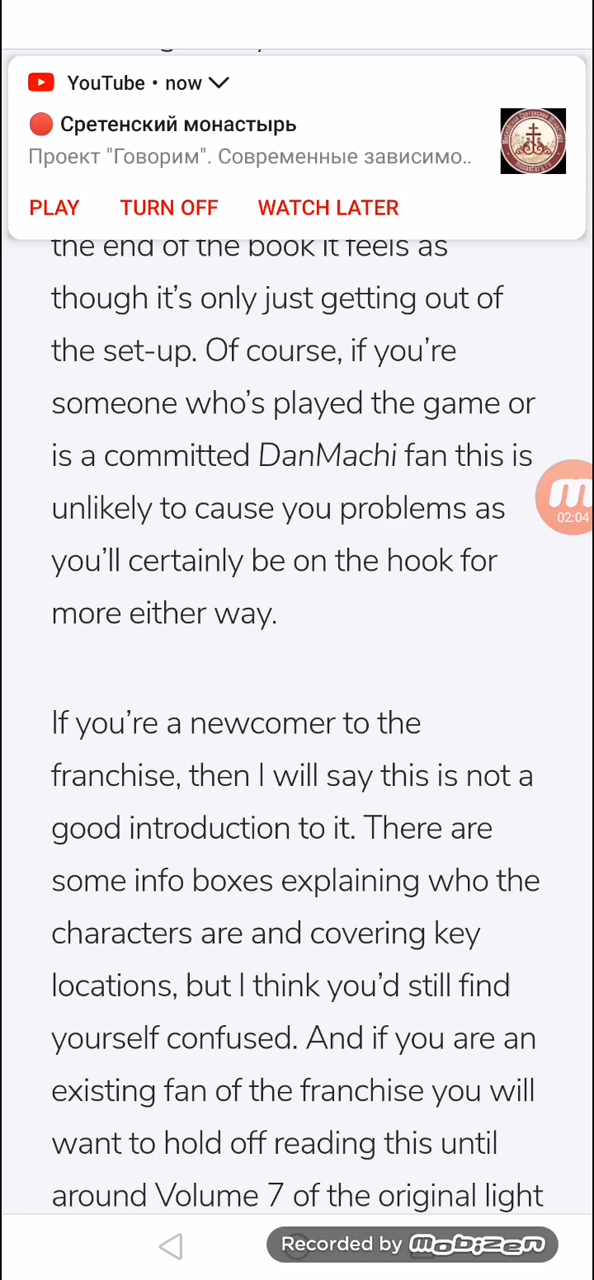 YouTube • now
🔴 Сретенский монастырь
Проект "Говорим". Современные зависимо..
PLAY TURN OFF WATCH LATER
the end of the book it feels as
though it’s only just getting out of
the set-up. Of course, if you’re
someone who’s played the game or
is a committed DanMachi fan this is
unlikely to cause you problems as
you’ll certainly be on the hook for
more either way.
02:04
If you’re a newcomer to the
franchise, then I will say this is not a
good introduction to it. There are
some info boxes explaining who the
characters are and covering key
locations, but I think you’d still find
yourself confused. And if you are an
existing fan of the franchise you will
want to hold off reading this until
around Volume 7 of the original light
Recorded by mobizen